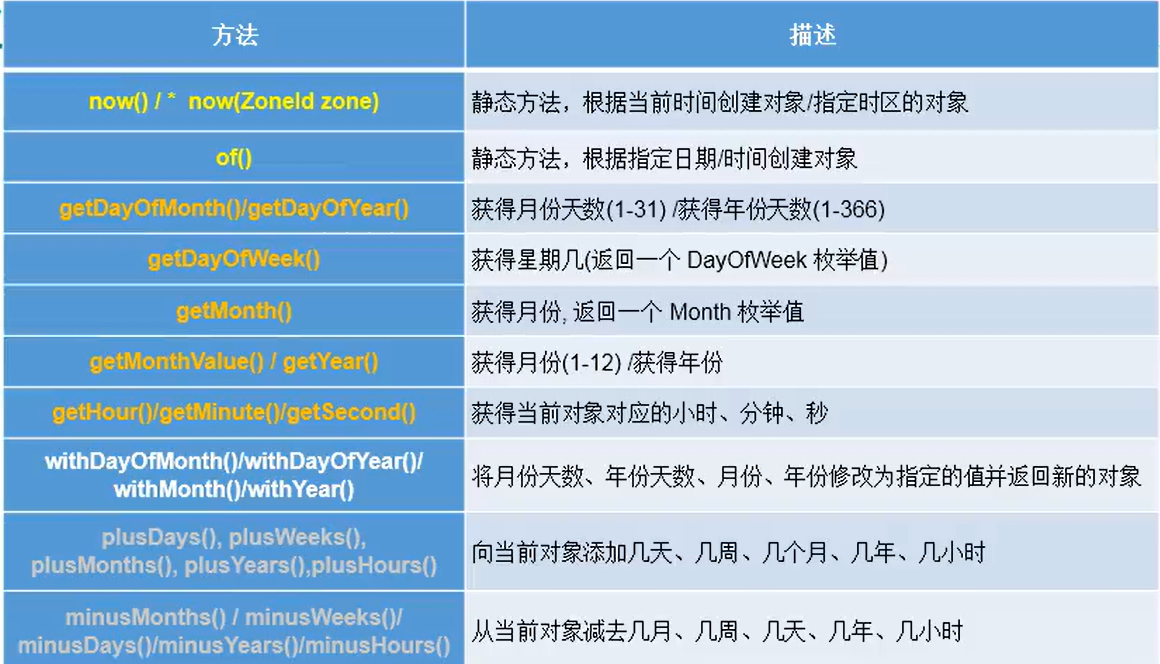 方法
描述
now() / *  now(ZoneId zone)
静态方法，根据当前时间创建对象/指定时区的对象
of()
静态方法，根据指定日期/时间创建对象
getDayOfMonth()/getDayOfYear()
获得月份天数(1-31) /获得年份天数(1-366)
getDayOfWeek()
获得星期几(返回一个 DayOfWeek 枚举值)
getMonth()
获得月份, 返回一个 Month 枚举值
getMonthValue() / getYear()
获得月份(1-12) /获得年份
getHour()/getMinute()/getSecond()
获得当前对象对应的小时、分钟、秒
withDayOfMonth()/withDayOfYear()/
withMonth()/withYear()
将月份天数、年份天数、月份、年份修改为指定的值并返回新的对象
plusDays(), plusWeeks(),
plusMonths(), plusYears(),plusHours()
向当前对象添加几天、几周、几个月、几年、几小时
minusMonths() / minusWeeks()/
minusDays()/minusYears()/minusHours()
从当前对象减去几月、几周、几天、几年、几小时